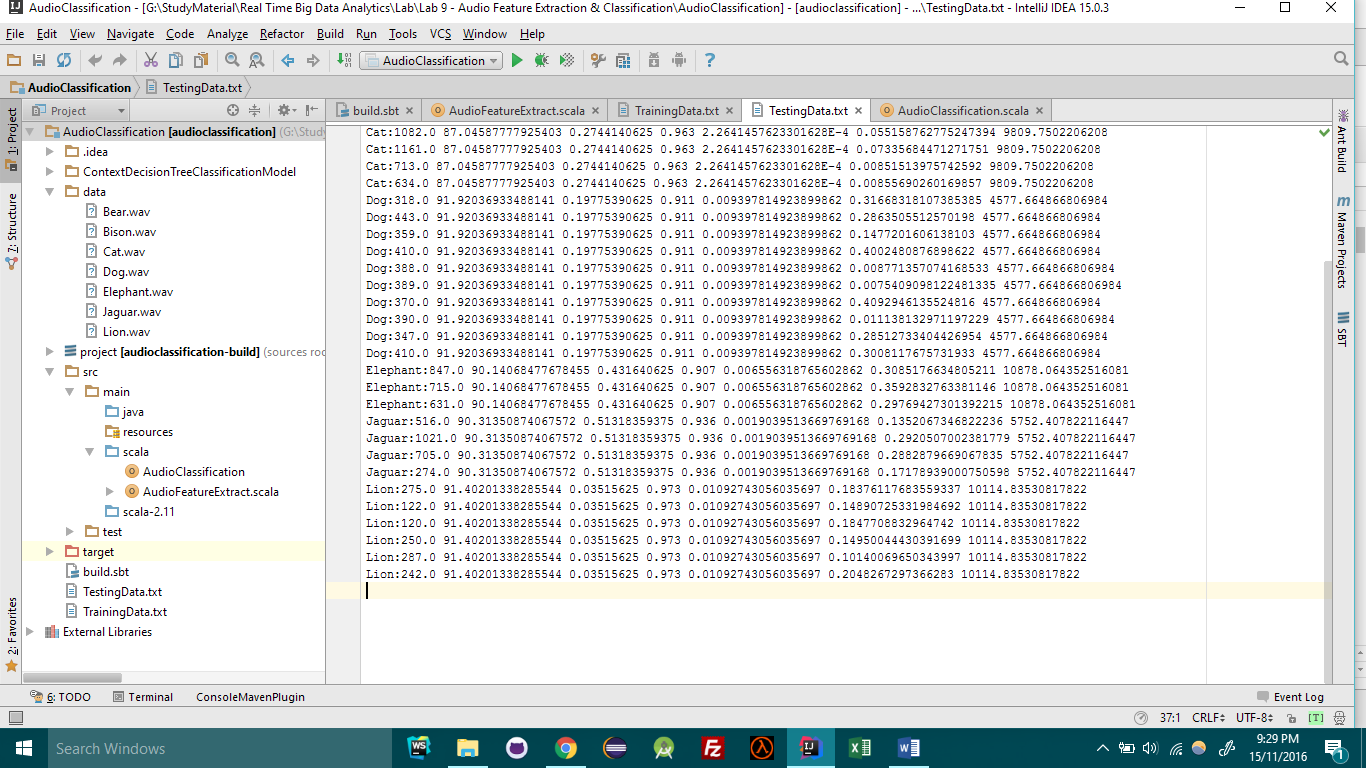 AudioClassification - [G:\StudyMaterial\Real Time Big Data Analytics\Lab\Lab 9 - Audio Feature Extraction & Classification\AudioClassification] - [audioclassification] - ...\TestingData.txt - IntelliJ IDEA 15.0.3
File Edit View Navigate Code Analyze Refactor Build Run Tools VCS Window Help
AudioClassification
AudioClassification TestingData.txt
Project
build.sbt AudioFeatureExtract.scala TrainingData.txt TestingData.txt AudioClassification.scala
1: Project
7: Structure
2: Favorites
AudioClassification [audioclassification] (G:\Study
.idea
ContextDecisionTreeClassificationModel
data
Bear.wav
Bison.wav
Cat.wav
Dog.wav
Elephant.wav
Jaguar.wav
Lion.wav
project [audioclassification-build] (sources roo
src
main
java
resources
scala
AudioClassification
AudioFeatureExtract.scala
scala-2.11
test
target
build.sbt
TestingData.txt
TrainingData.txt
External Libraries
Cat:1082.0 87.04587777925403 0.2744140625 0.963 2.2641457623301628E-4 0.055158762775247394 9809.7502206208
Cat:1161.0 87.04587777925403 0.2744140625 0.963 2.2641457623301628E-4 0.07335684471271751 9809.7502206208
Cat:713.0 87.04587777925403 0.2744140625 0.963 2.2641457623301628E-4 0.00851513975742592 9809.7502206208
Cat:634.0 87.04587777925403 0.2744140625 0.963 2.2641457623301628E-4 0.00855690260169857 9809.7502206208
Dog:318.0 91.92036933488141 0.19775390625 0.911 0.009397814923899862 0.31668318107385385 4577.664866806984
Dog:443.0 91.92036933488141 0.19775390625 0.911 0.009397814923899862 0.2863505512570198 4577.664866806984
Dog:359.0 91.92036933488141 0.19775390625 0.911 0.009397814923899862 0.1477201606138103 4577.664866806984
Dog:410.0 91.92036933488141 0.19775390625 0.911 0.009397814923899862 0.4002480876898622 4577.664866806984
Dog:388.0 91.92036933488141 0.19775390625 0.911 0.009397814923899862 0.008771357074168533 4577.664866806984
Dog:389.0 91.92036933488141 0.19775390625 0.911 0.009397814923899862 0.0075409098122481335 4577.664866806984
Dog:370.0 91.92036933488141 0.19775390625 0.911 0.009397814923899862 0.4092946135524816 4577.664866806984
Dog:390.0 91.92036933488141 0.19775390625 0.911 0.009397814923899862 0.011138132971197229 4577.664866806984
Dog:347.0 91.92036933488141 0.19775390625 0.911 0.009397814923899862 0.28512733404426954 4577.664866806984
Dog:410.0 91.92036933488141 0.19775390625 0.911 0.009397814923899862 0.3008117675731933 4577.664866806984
Elephant:847.0 90.14068477678455 0.431640625 0.907 0.006556318765602862 0.3085176634805211 10878.064352516081
Elephant:715.0 90.14068477678455 0.431640625 0.907 0.006556318765602862 0.3592832763381146 10878.064352516081
Elephant:631.0 90.14068477678455 0.431640625 0.907 0.006556318765602862 0.29769427301392215 10878.064352516081
Jaguar:516.0 90.31350874067572 0.51318359375 0.936 0.0019039513669769168 0.1352067346822236 5752.407822116447
Jaguar:1021.0 90.31350874067572 0.51318359375 0.936 0.0019039513669769168 0.2920507002381779 5752.407822116447
Jaguar:705.0 90.31350874067572 0.51318359375 0.936 0.0019039513669769168 0.2882879669067835 5752.407822116447
Jaguar:274.0 90.31350874067572 0.51318359375 0.936 0.0019039513669769168 0.17178939000750598 5752.407822116447
Lion:275.0 91.40201338285544 0.03515625 0.973 0.01092743056035697 0.18376117683559337 10114.83530817822
Lion:122.0 91.40201338285544 0.03515625 0.973 0.01092743056035697 0.14890725331984692 10114.83530817822
Lion:120.0 91.40201338285544 0.03515625 0.973 0.01092743056035697 0.1847708832964742 10114.83530817822
Lion:250.0 91.40201338285544 0.03515625 0.973 0.01092743056035697 0.14950044430391699 10114.83530817822
Lion:287.0 91.40201338285544 0.03515625 0.973 0.01092743056035697 0.10140069650343997 10114.83530817822
Lion:242.0 91.40201338285544 0.03515625 0.973 0.01092743056035697 0.2048267297366283 10114.83530817822
Ant Build
Maven Projects
SBT
6: TODO Terminal ConsoleMavenPlugin Event Log
37:1 CRLF UTF-8 [T]
Search Windows
9:29 PM
15/11/2016